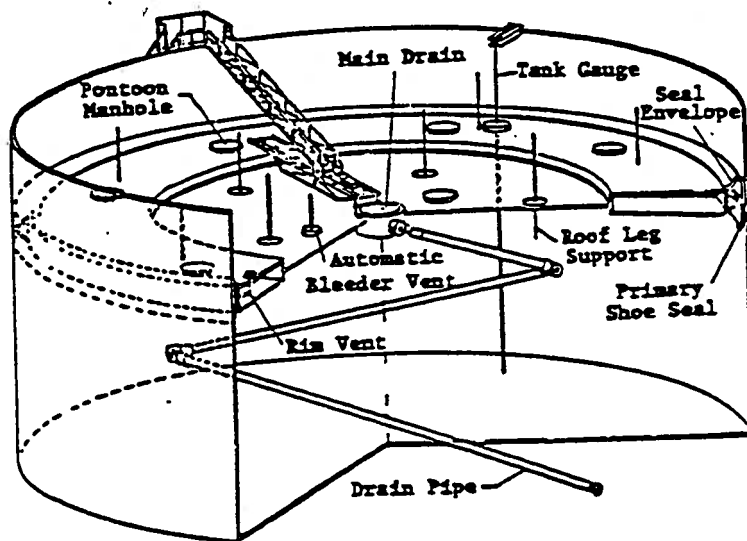 Main Drain
Tank Gauge
Pontoon
Manhole
Seal
Envelope
Automatic
Bleeder Vent
Roof Leg
Support
Primary
Shoe Seal
Rim Vent
Drain Pipe